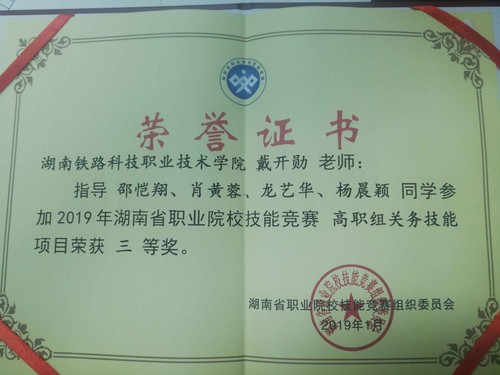 荣誉证书
湖南铁路科技职业技术学院 戴开勋 老师：
指导 邵恺翔、肖黄蓉、龙艺华、杨晨颖 同学参
加2019年湖南省职业院校技能竞赛 高职组关务技能
项目荣获 三 等奖。
湖南省职业院校技能竞赛组织委员会
2019年1月